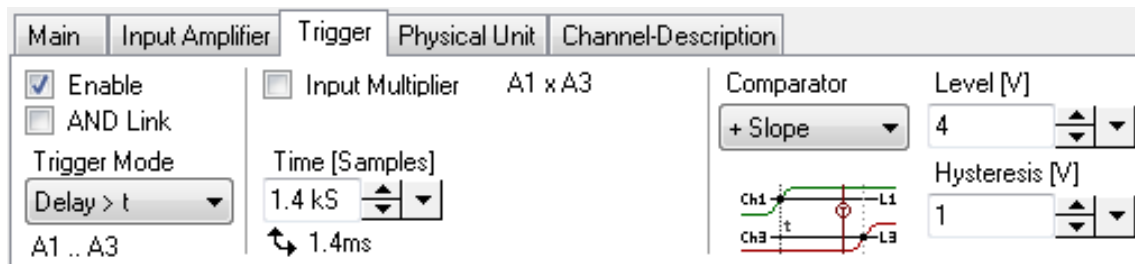 Main Input Amplifier Trigger Physical Unit Channel-Description
Enable
AND Link
Trigger Mode
Delay > t
A1 .. A3
Input Multiplier A1 x A3
Time [Samples]
1.4 kS
1.4ms
Comparator
+ Slope
Ch1 L1
t
T
Ch3 L3
Level [V]
4
Hysteresis [V]
1